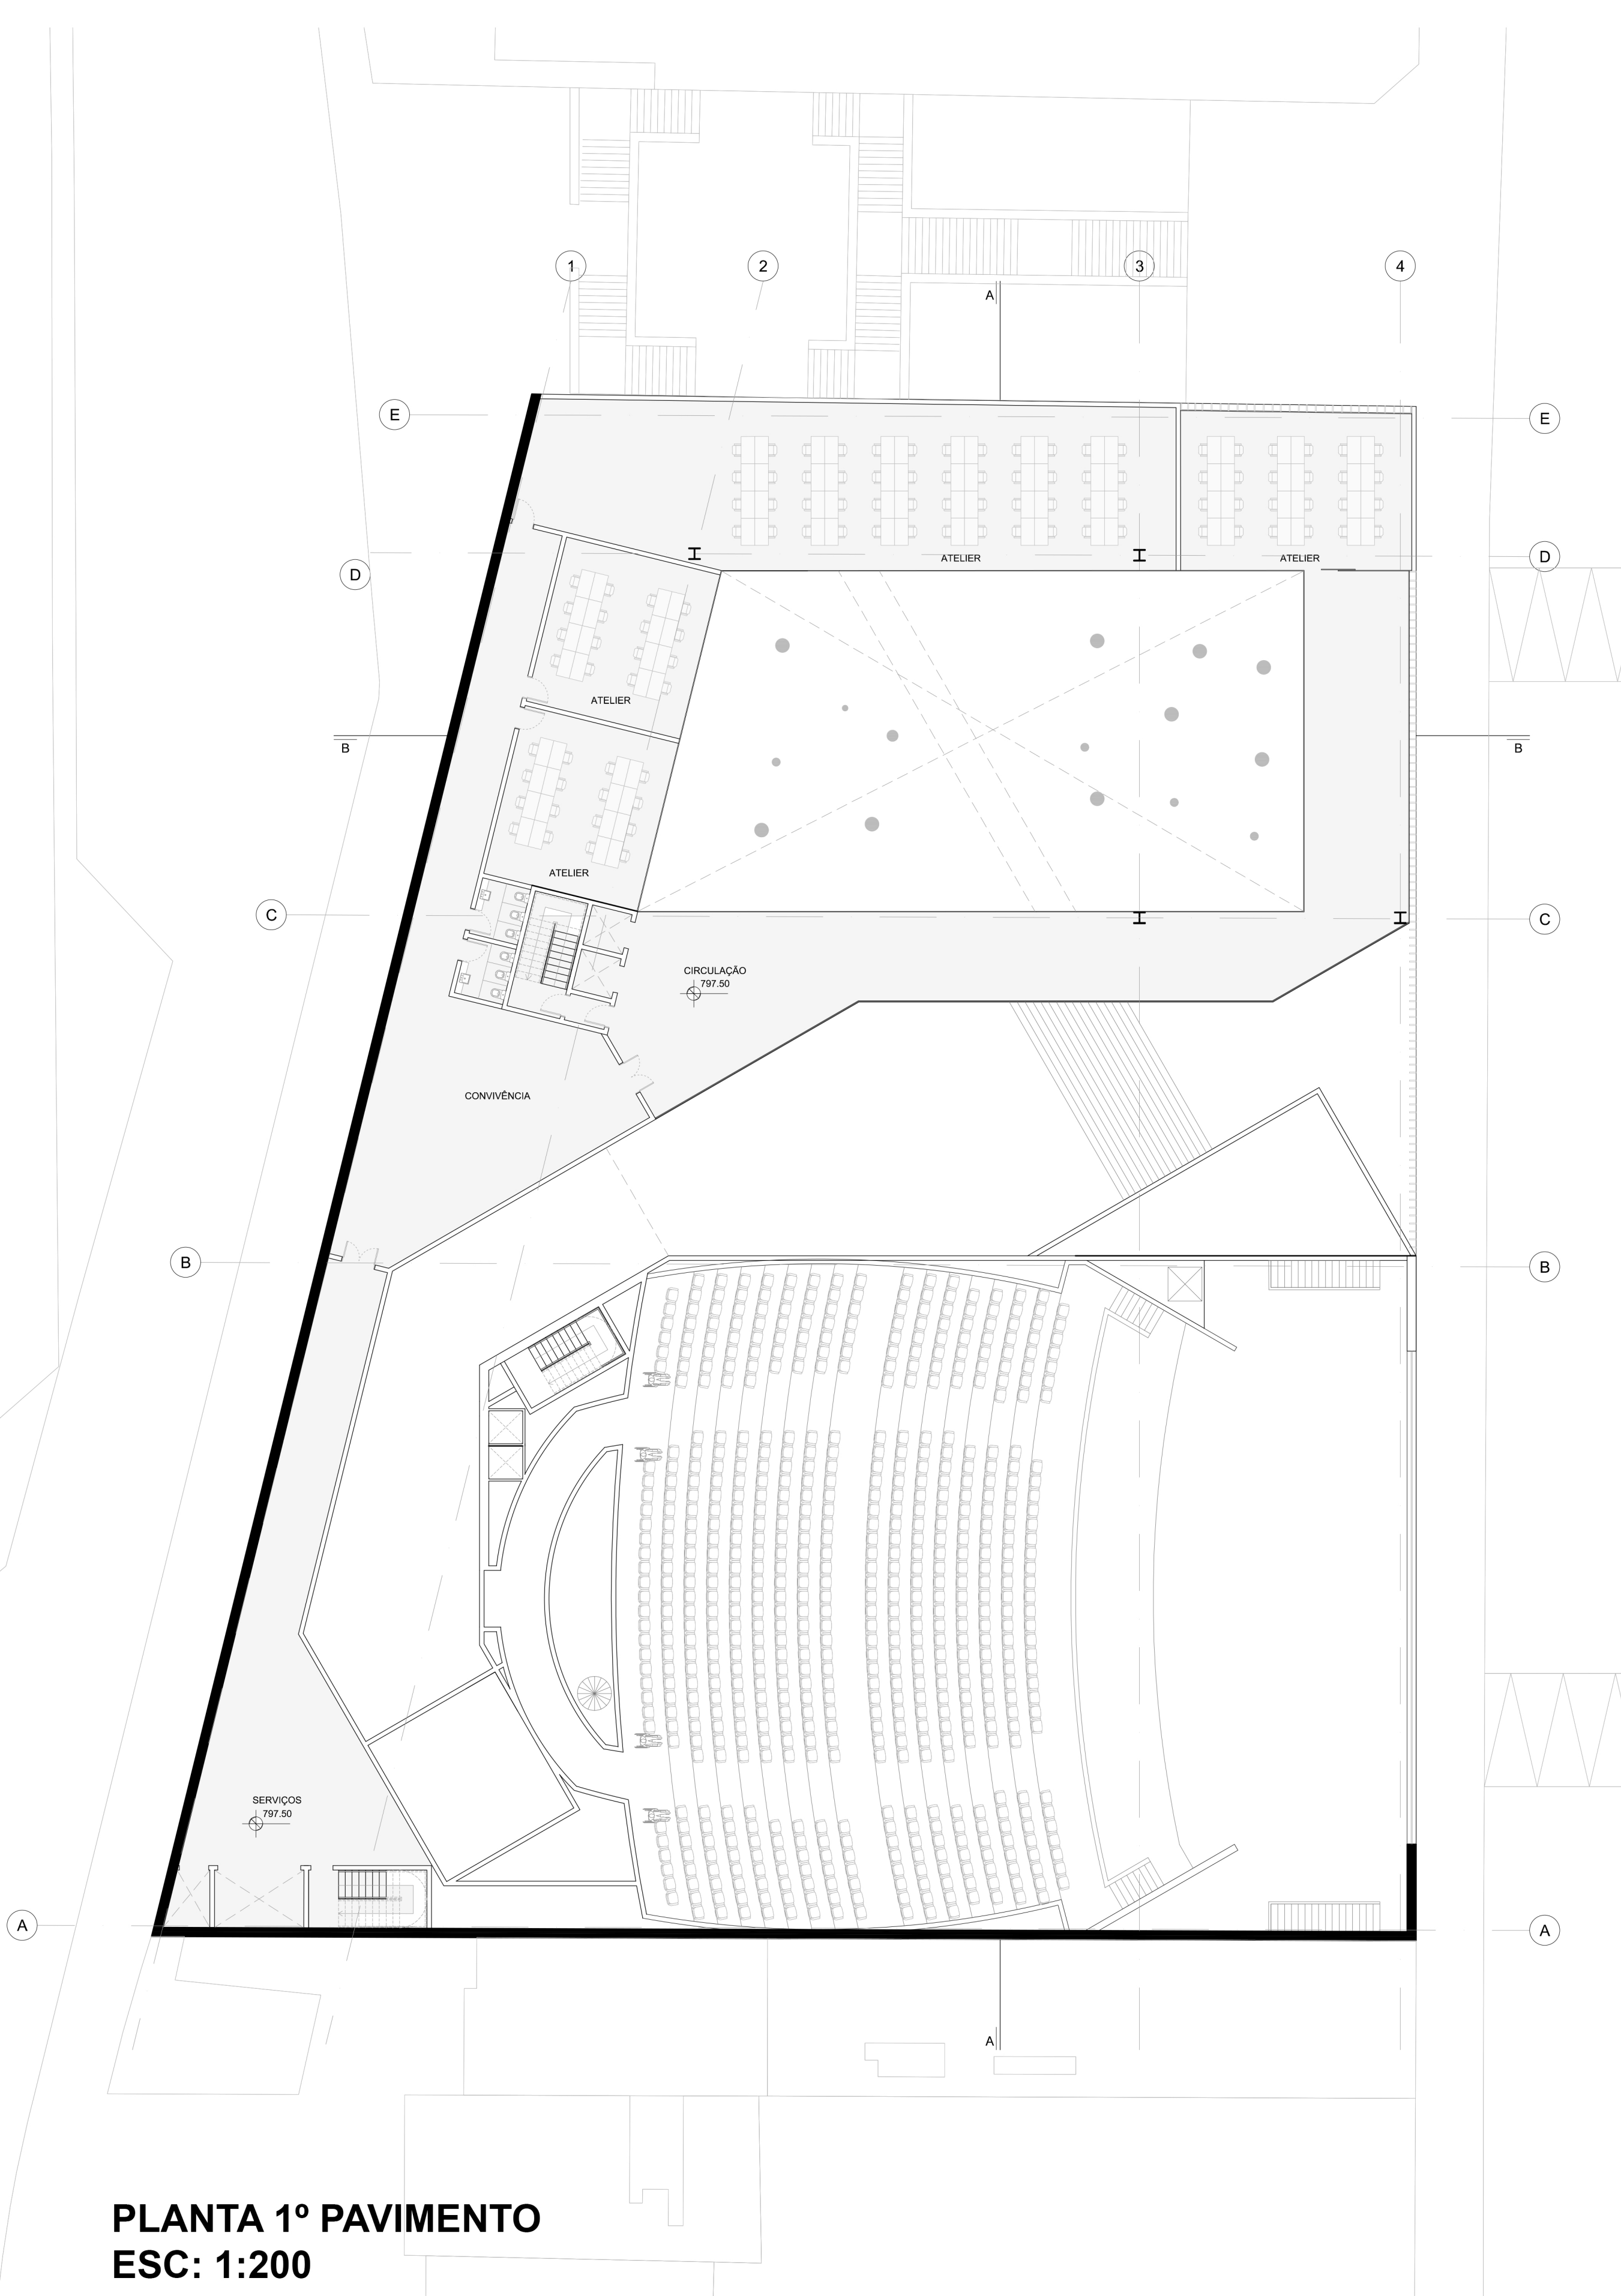 1
2
3
4
A
E
E
ATELIER
ATELIER
D
D
ATELIER
B
B
ATELIER
C
C
CIRCULAÇÃO
797.50
CONVIVÊNCIA
B
B
SERVIÇOS
797.50
A
A
A
PLANTA 1º PAVIMENTO
ESC: 1:200